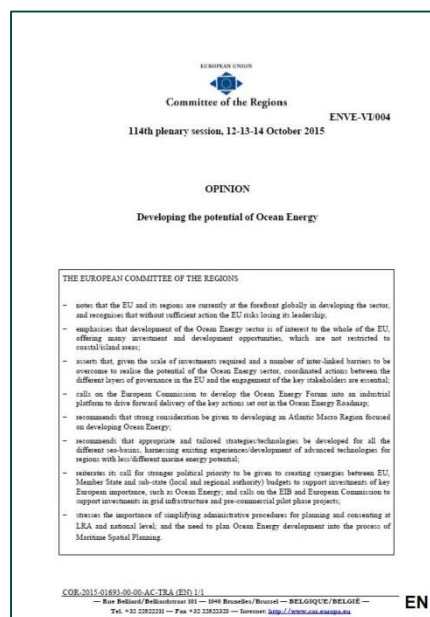 EUROPEAN UNION
Committee of the Regions
ENVE-VI/004
114th plenary session, 12-13-14 October 2015
OPINION
Developing the potential of Ocean Energy
THE EUROPEAN COMMITTEE OF THE REGIONS
– notes that the EU and its regions are currently at the forefront globally in developing the sector,
and recognises that without sufficient action the EU risks losing its leadership;
– emphasises that development of the Ocean Energy sector is of interest to the whole of the EU,
offering many investment and development opportunities, which are not restricted to
coastal/island areas;
– asserts that, given the scale of investments required and a number of inter-linked barriers to be
overcome to realise the potential of the Ocean Energy sector, coordinated actions between the
different layers of governance in the EU and the engagement of the key stakeholders are essential;
– calls on the European Commission to develop the Ocean Energy Forum into an industrial
platform to drive forward delivery of the key actions set out in the Ocean Energy Roadmap;
– recommends that strong consideration be given to developing an Atlantic Macro Region focused
on developing Ocean Energy;
– recommends that appropriate and tailored strategies/technologies be developed for all the
different sea-basins, harnessing existing experiences/development of advanced technologies for
regions with less/different marine energy potential;
– reiterates its call for stronger political priority to be given to creating synergies between EU,
Member State and sub-state (local and regional authority) budgets to support investments of key
European importance, such as Ocean Energy; and calls on the EIB and European Commission to
support investments in grid infrastructure and pre-commercial pilot phase projects;
– stresses the importance of simplifying administrative procedures for planning and consenting at
LRA and national level; and the need to plan Ocean Energy development into the process of
Maritime Spatial Planning.
COR-2015-01693-00-00-AC-TRA (EN) 1/1
— Rue Belliard/Belliardstraat 101 — 1040 Bruxelles/Brussel — BELGIQUE/BELGIË —
Tel. +32 22822211 — Fax +32 22822325 — Internet: http://www.cor.europa.eu
EN